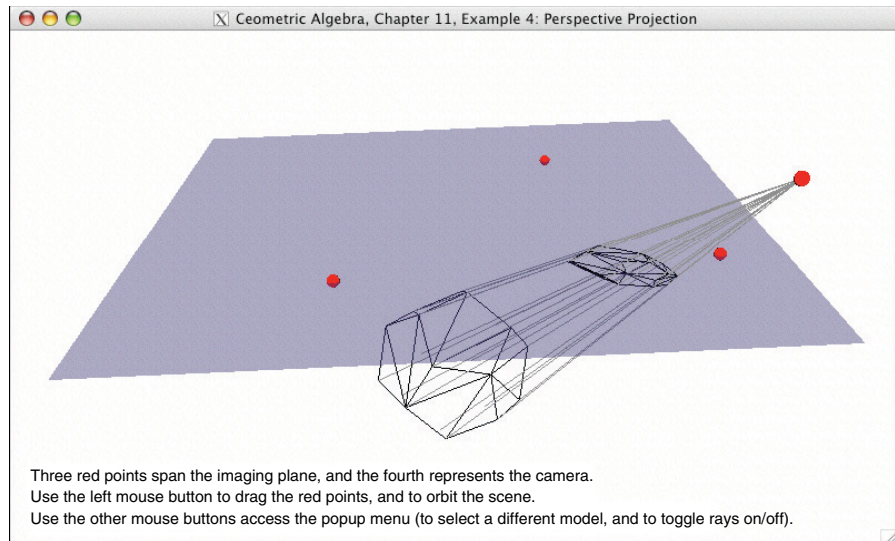 X Ceometric Algebra, Chapter 11, Example 4: Perspective Projection
Three red points span the imaging plane, and the fourth represents the camera.
Use the left mouse button to drag the red points, and to orbit the scene.
Use the other mouse buttons access the popup menu (to select a different model, and to toggle rays on/off).